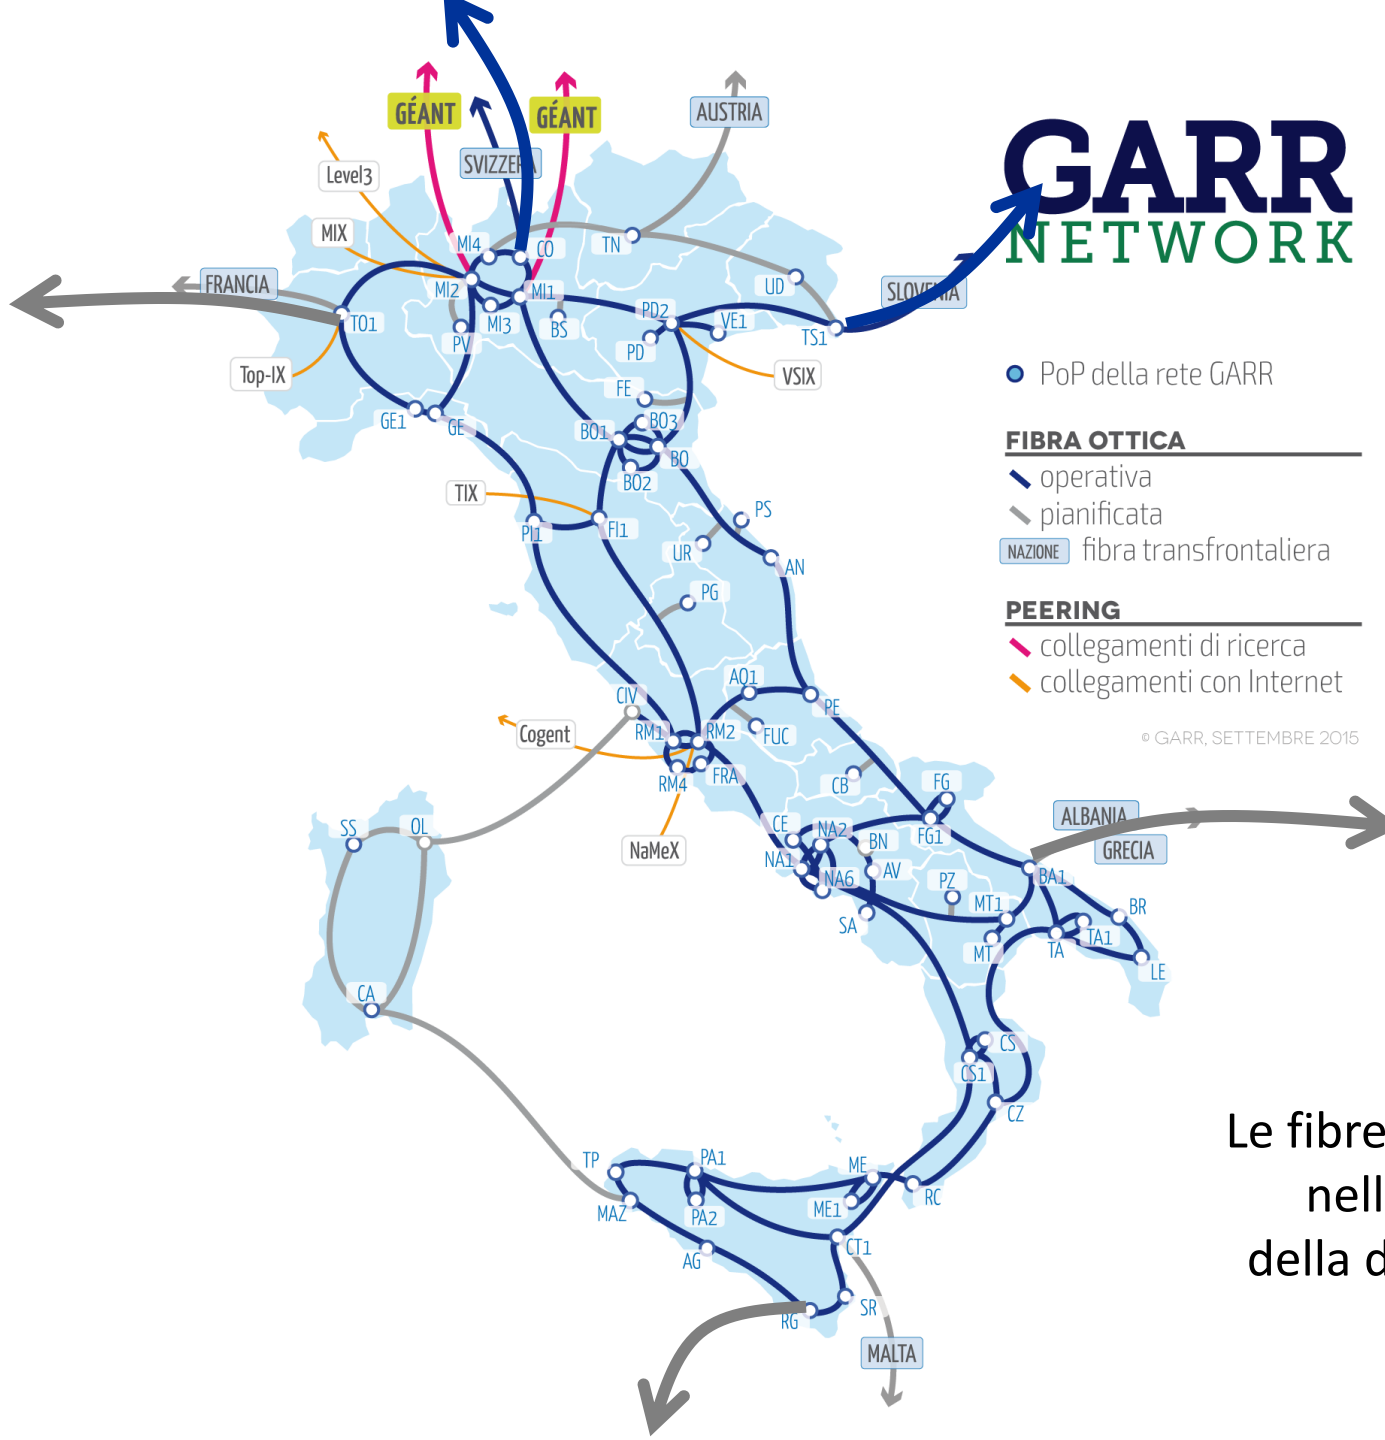 GÉANT
GÉANT
AUSTRIA
SVIZZERA
Level3
MIX
FRANCIA
Top-IX
MI4
CO
TN
UD
MI2
MI1
MI3
PV
BS
PD2
VE1
PD
TS1
SLOVENIA
TO1
VSIX
GE1
GE
FE
BO1
BO3
BO
BO2
TIX
PI1
FI1
PS
UR
AN
PG
AQ1
PE
CIV
RM1
RM2
FUC
Cogent
RM4
FRA
CB
FG
FG1
NaMeX
CE
NA2
BN
NA1
NA6
AV
SA
PZ
MT1
MT
ALBANIA
GRECIA
BA1
BR
TA
TA1
LE
SS
OL
CA
CS
CS1
CZ
TP
PA1
ME
RC
MAZ
PA2
ME1
CT1
AG
RG
SR
MALTA
GARR
NETWORK
PoP della rete GARR
FIBRA OTTICA
operativa
pianificata
NAZIONE fibra transfrontaliera
PEERING
collegamenti di ricerca
collegamenti con Internet
© GARR, SETTEMBRE 2015
Le fibre
nell
della d